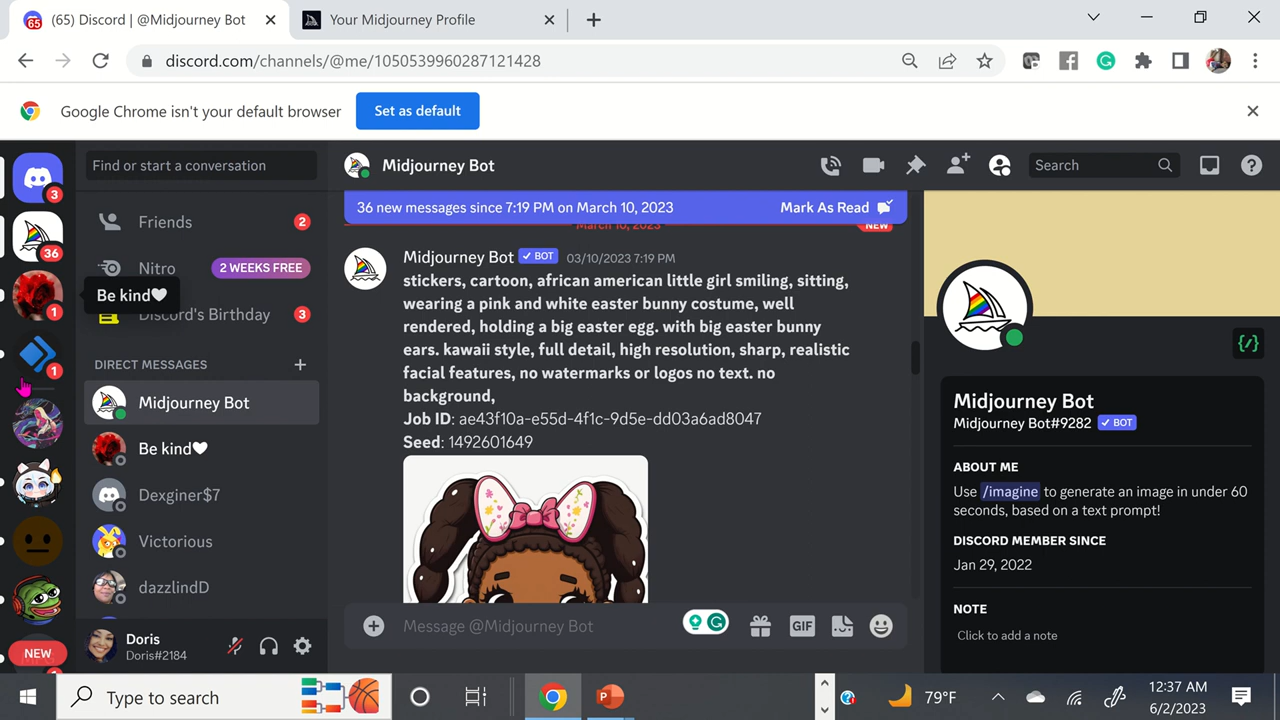 65
(65) Discord | @Midjourney Bot
Your Midjourney Profile
discord.com/channels/@me/1050539960287121428
Google Chrome isn't your default browser
Set as default
3
36
1
1
NEW
Find or start a conversation
Friends
2
Nitro
2 WEEKS FREE
Be kind🖤
Discord's Birthday
3
DIRECT MESSAGES
Midjourney Bot
Be kind🖤
Dexginer$7
Victorious
dazzlindD
Doris
Doris#2184
Midjourney Bot
Search
36 new messages since 7:19 PM on March 10, 2023
Mark As Read
March 10, 2023
NEW
Midjourney Bot
BOT
03/10/2023 7:19 PM
stickers, cartoon, african american little girl smiling, sitting,
wearing a pink and white easter bunny costume, well
rendered, holding a big easter egg. with big easter bunny
ears. kawaii style, full detail, high resolution, sharp, realistic
facial features, no watermarks or logos no text. no
background,
Job ID: ae43f10a-e55d-4f1c-9d5e-dd03a6ad8047
Seed: 1492601649
Message @Midjourney Bot
GIF
Midjourney Bot
Midjourney Bot#9282
BOT
ABOUT ME
Use /imagine to generate an image in under 60
seconds, based on a text prompt!
DISCORD MEMBER SINCE
Jan 29, 2022
NOTE
Click to add a note
Type to search
79°F
12:37 AM
6/2/2023